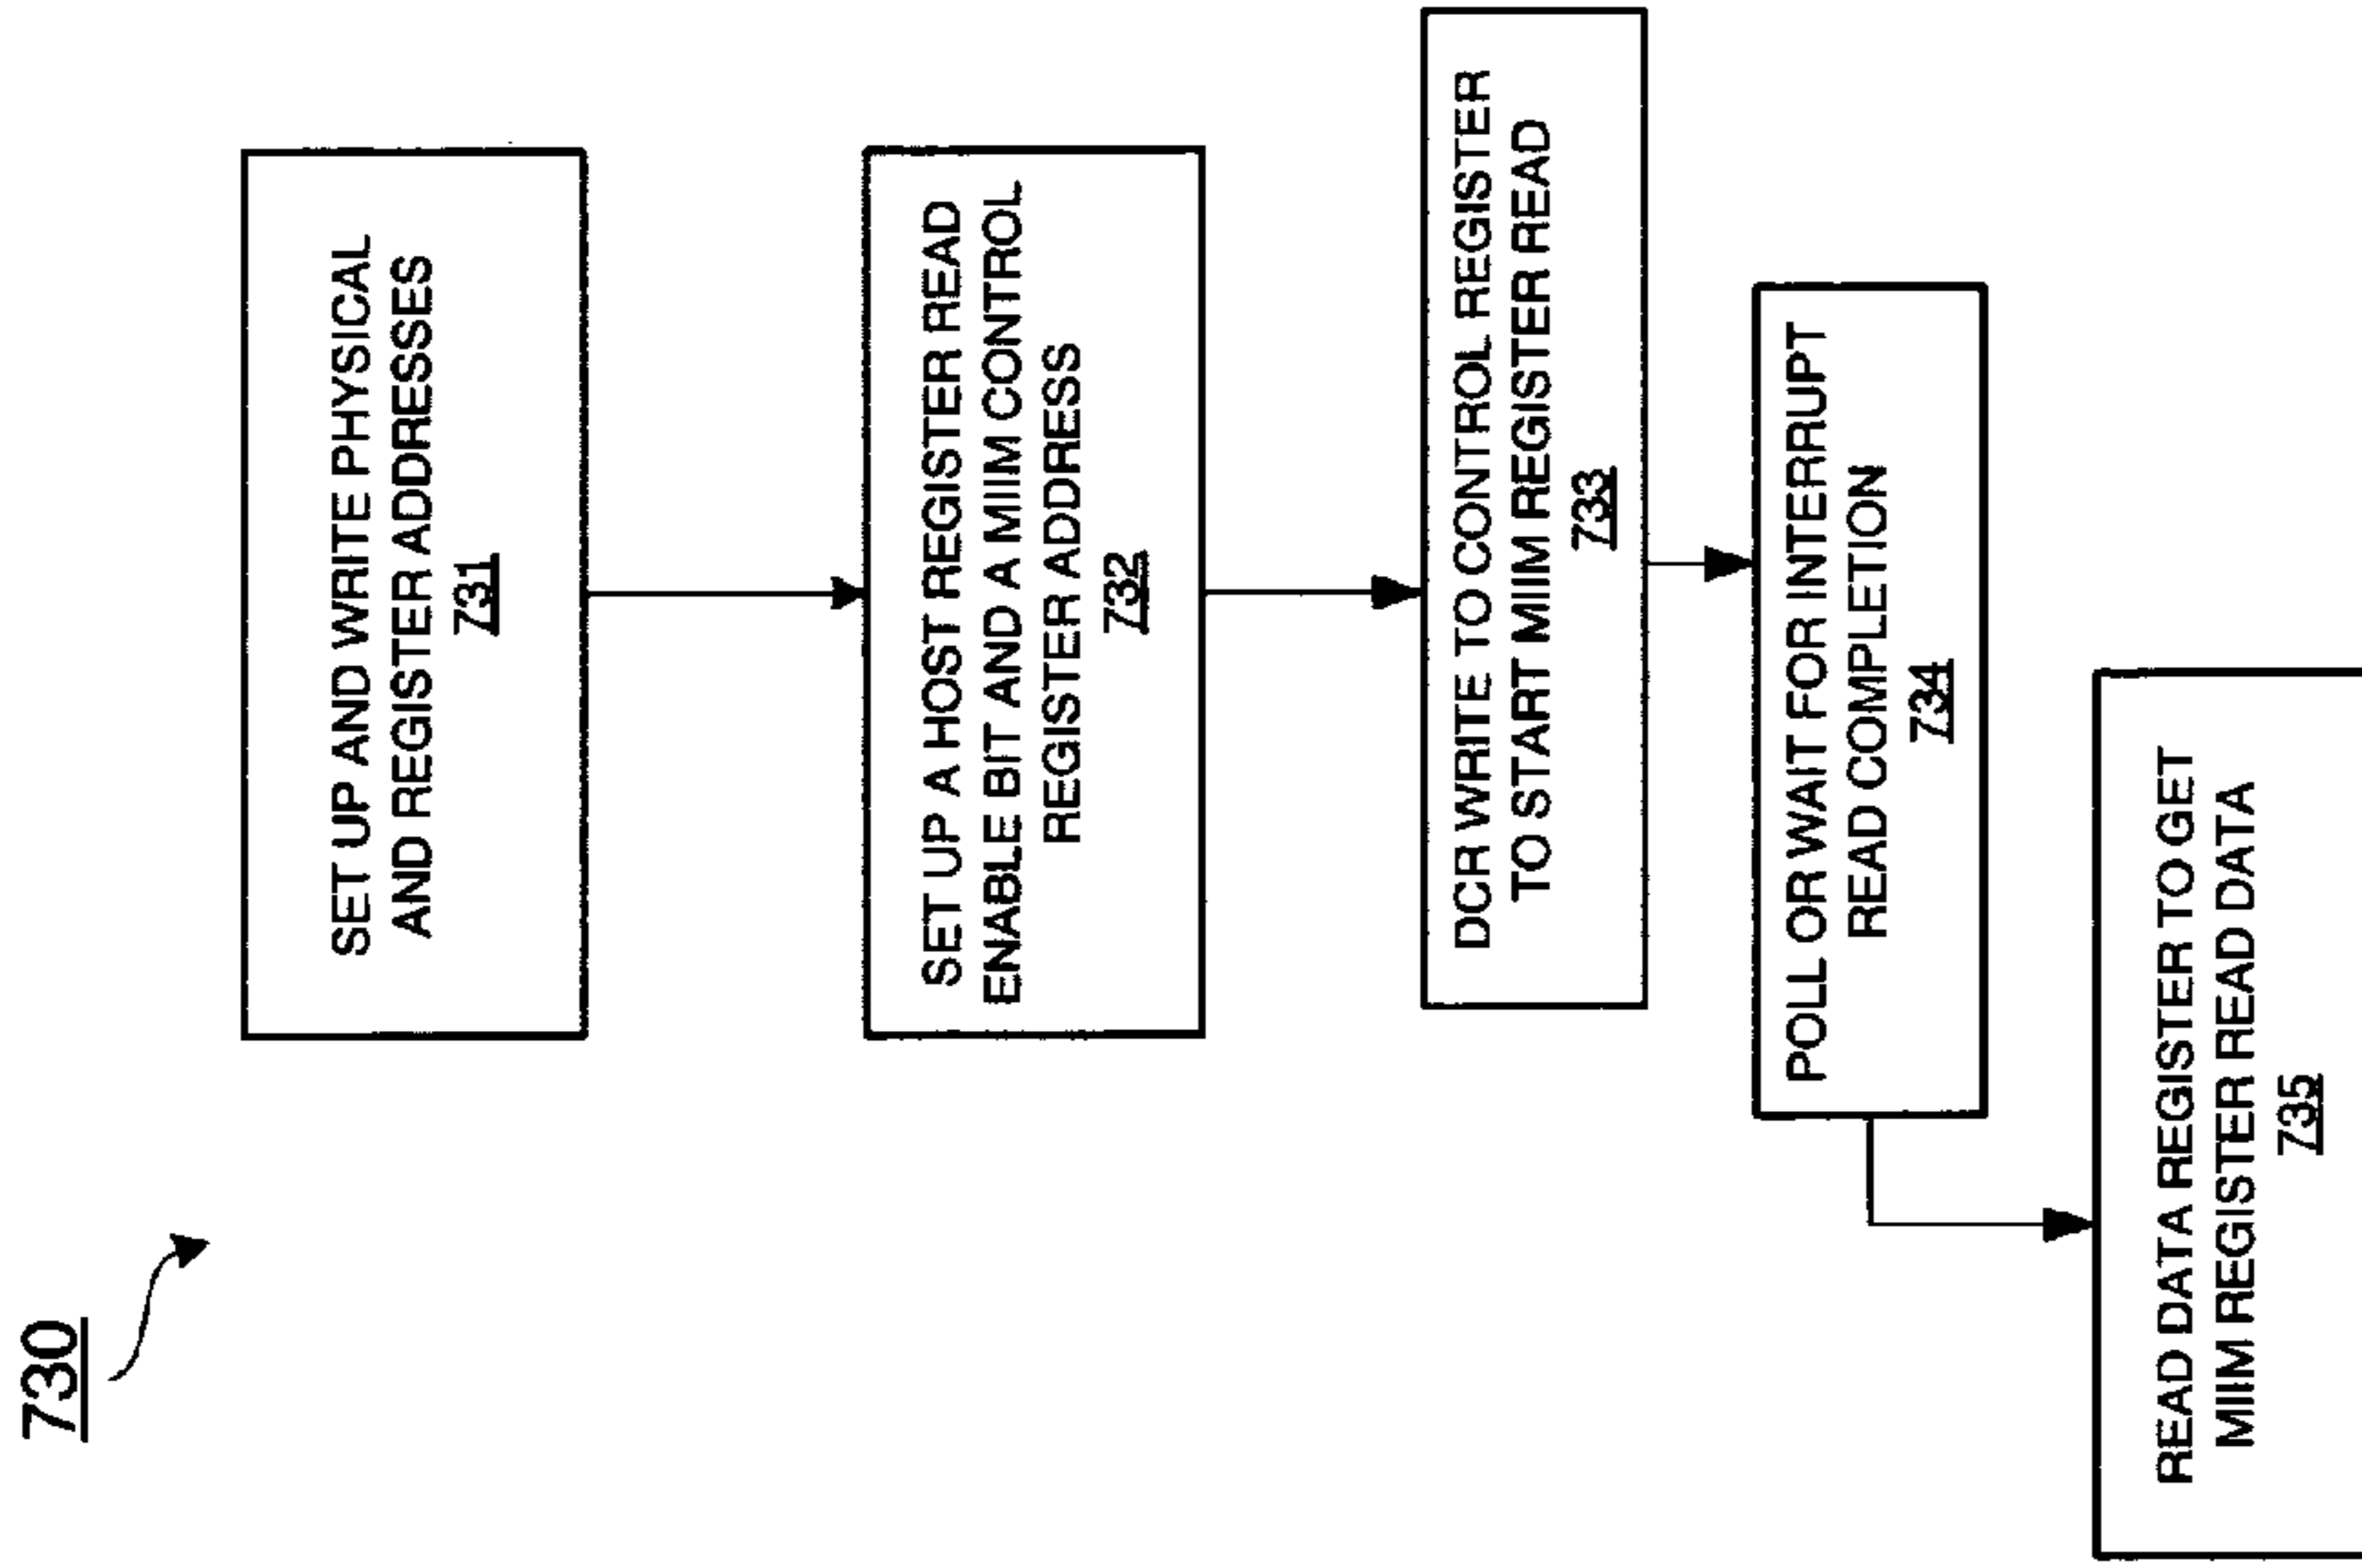 730
SET UP AND WRITE PHYSICAL
AND REGISTER ADDRESSES
731
SET UP A HOST REGISTER READ
ENABLE BIT AND A MIIM CONTROL
REGISTER ADDRESS
732
DCR WRITE TO CONTROL REGISTER
TO START MIIM REGISTER READ
733
POLL OR WAIT FOR INTERRUPT
READ COMPLETION
734
READ DATA REGISTER TO GET
MIIM REGISTER READ DATA
735